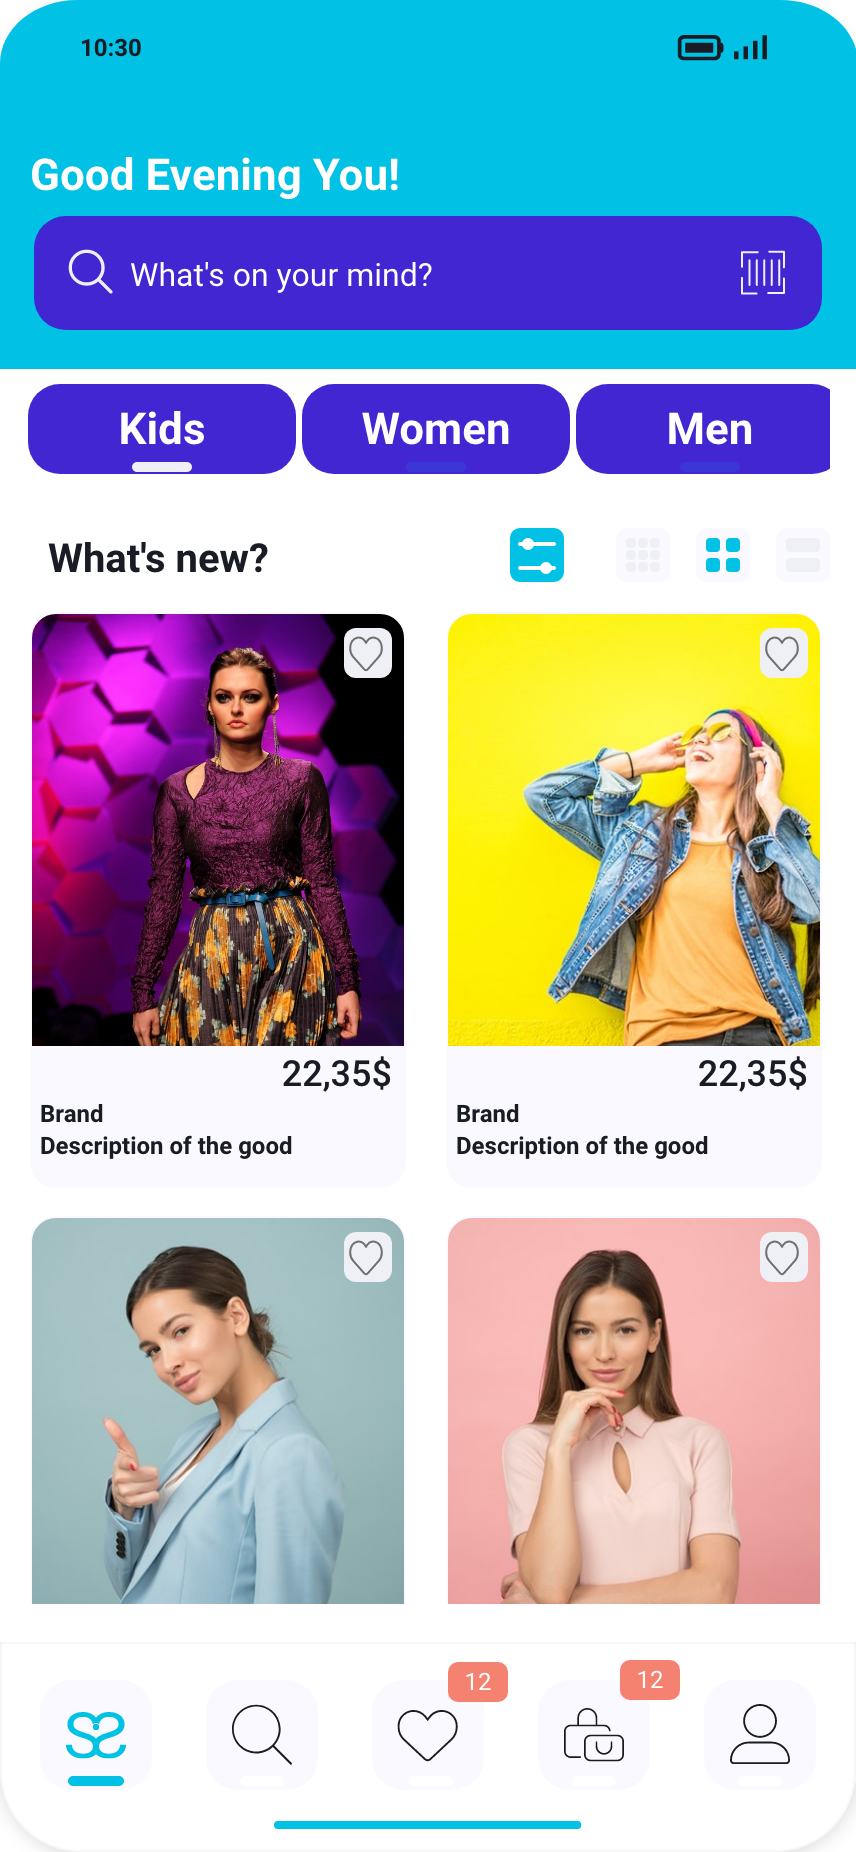 10:30
Good Evening You!
What's on your mind?
Kids
Women
Men
What's new?
22,35$
Brand
Description of the good
22,35$
Brand
Description of the good
12
12